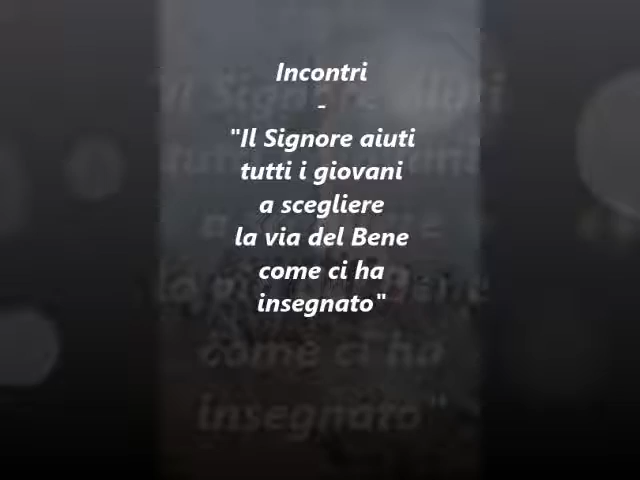 Incontri
-
"Il Signore aiuti
tutti i giovani
a scegliere
la via del Bene
come ci ha
insegnato"